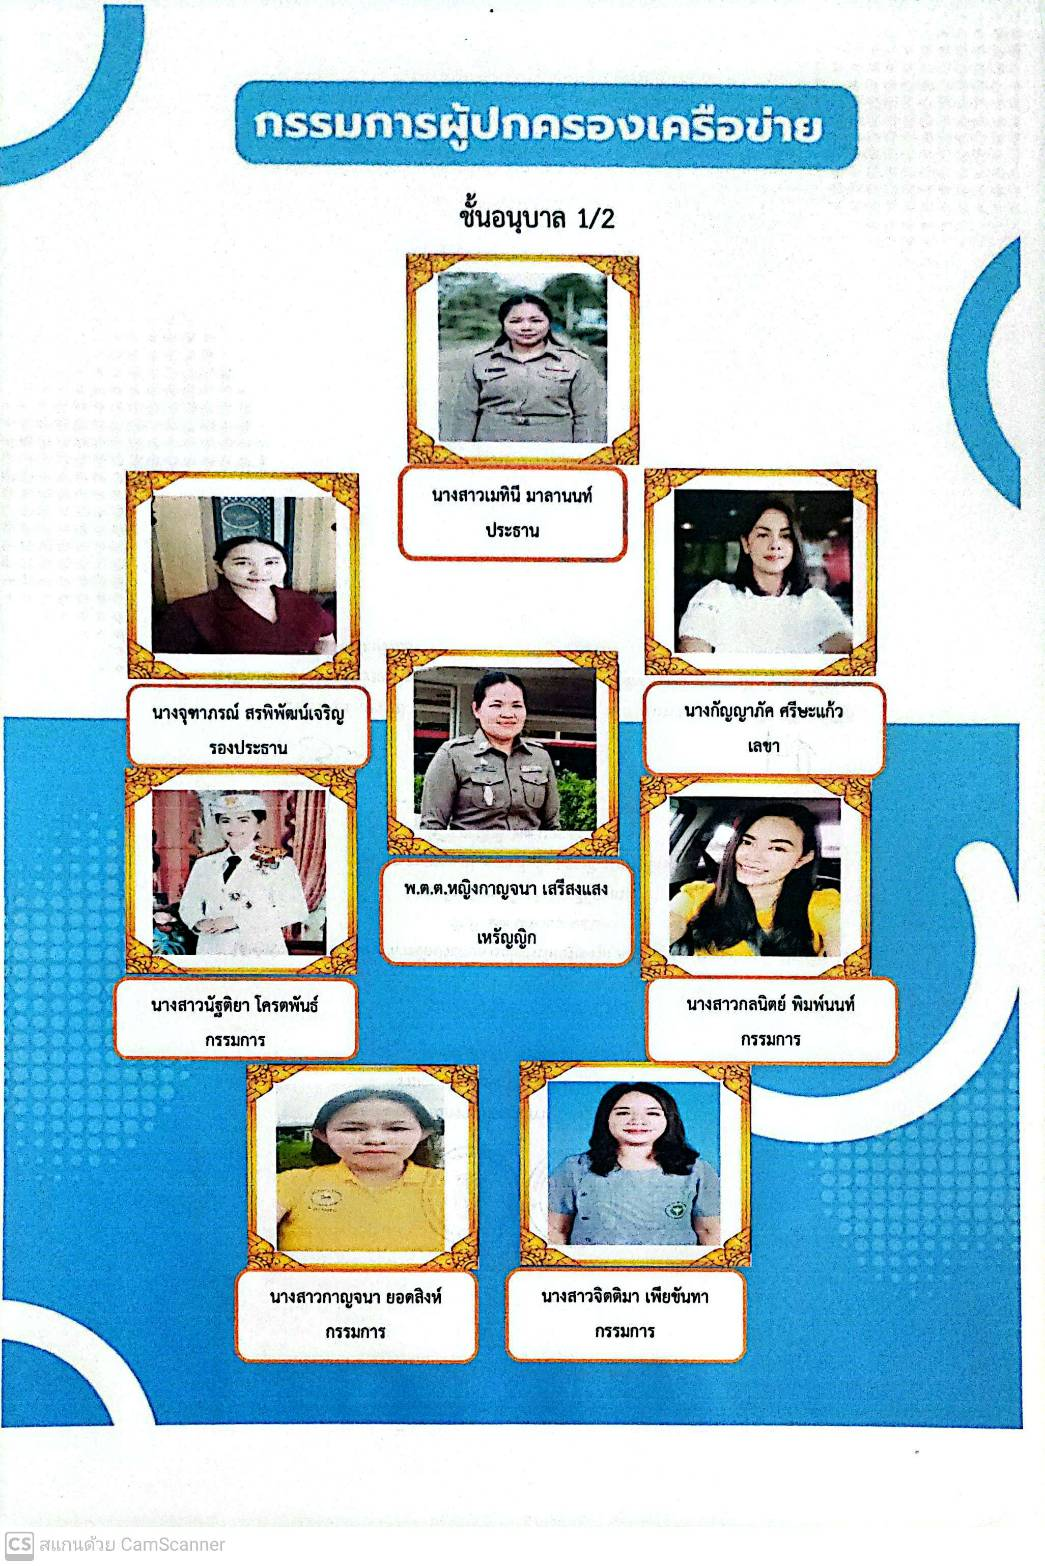 กรรมการผู้ปกครองเครือข่าย
ชั้นอนุบาล 1/2
นางสาวเมทินี มาลานนท์
ประธาน
นางจุฑาภรณ์ สรพิพัฒน์เจริญ
รองประธาน
นางกัญญาภัค ศรีษะแก้ว
เลขา
พ.ต.ต.หญิงกาญจนา เสรีสงแสง
เหรัญญิก
นางสาวนัฐติยา โครตพันธ์
กรรมการ
นางสาวกลนิตย์ พิมพ์นนท์
กรรมการ
นางสาวกาญจนา ยอดสิงห์
กรรมการ
นางสาวจิตติมา เพียขันทา
กรรมการ
CS สแกนด้วย CamScanner